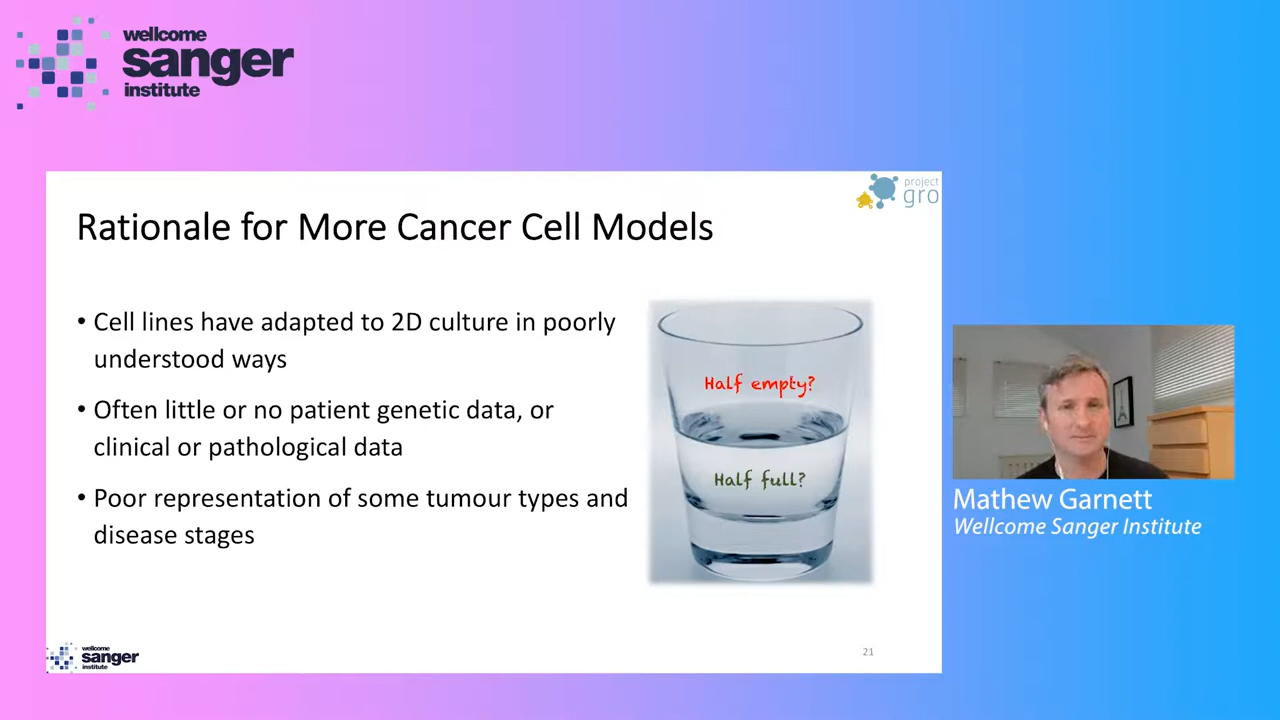 wellcome
sanger
institute
project
gro
Rationale for More Cancer Cell Models
• Cell lines have adapted to 2D culture in poorly
understood ways
• Often little or no patient genetic data, or
clinical or pathological data
• Poor representation of some tumour types and
disease stages
Half empty?
Half full?
Mathew Garnett
Wellcome Sanger Institute
wellcome
sanger
institute
21